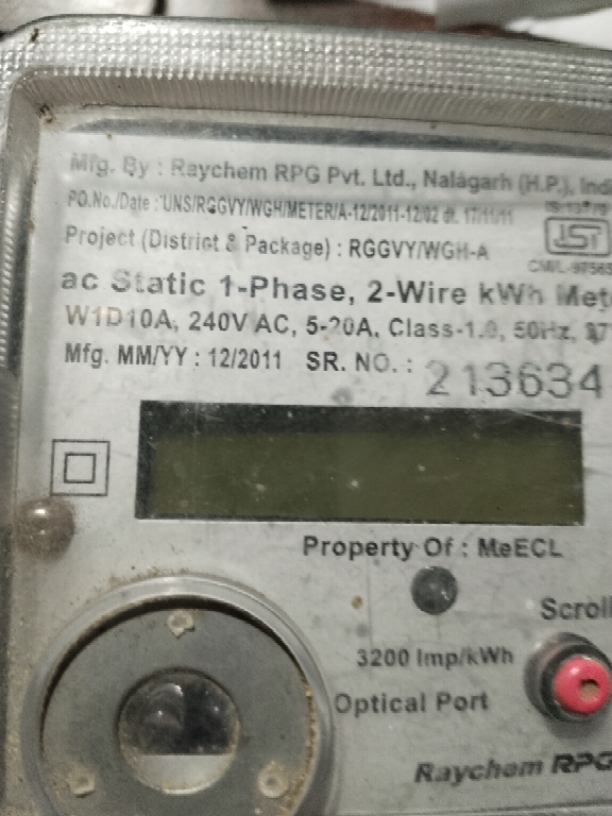 Mfg. By : Raychem RPG Pvt. Ltd., Nalagarh (H.P.), Ind
PO.No./Date : UNS/RGGVY/WGH/METER/A-12/2011-12/02 dt. 17/11/11
Project (District & Package) : RGGVY/WGH-A
ac Static 1-Phase, 2-Wire kWh Met
W1D10A, 240V AC, 5-20A, Class-1.0, 50Hz,
Mfg. MM/YY : 12/2011 SR. NO. : 213634
Property Of : MeECL
Scroll
3200 Imp/kWh
Optical Port
Raychem RPG